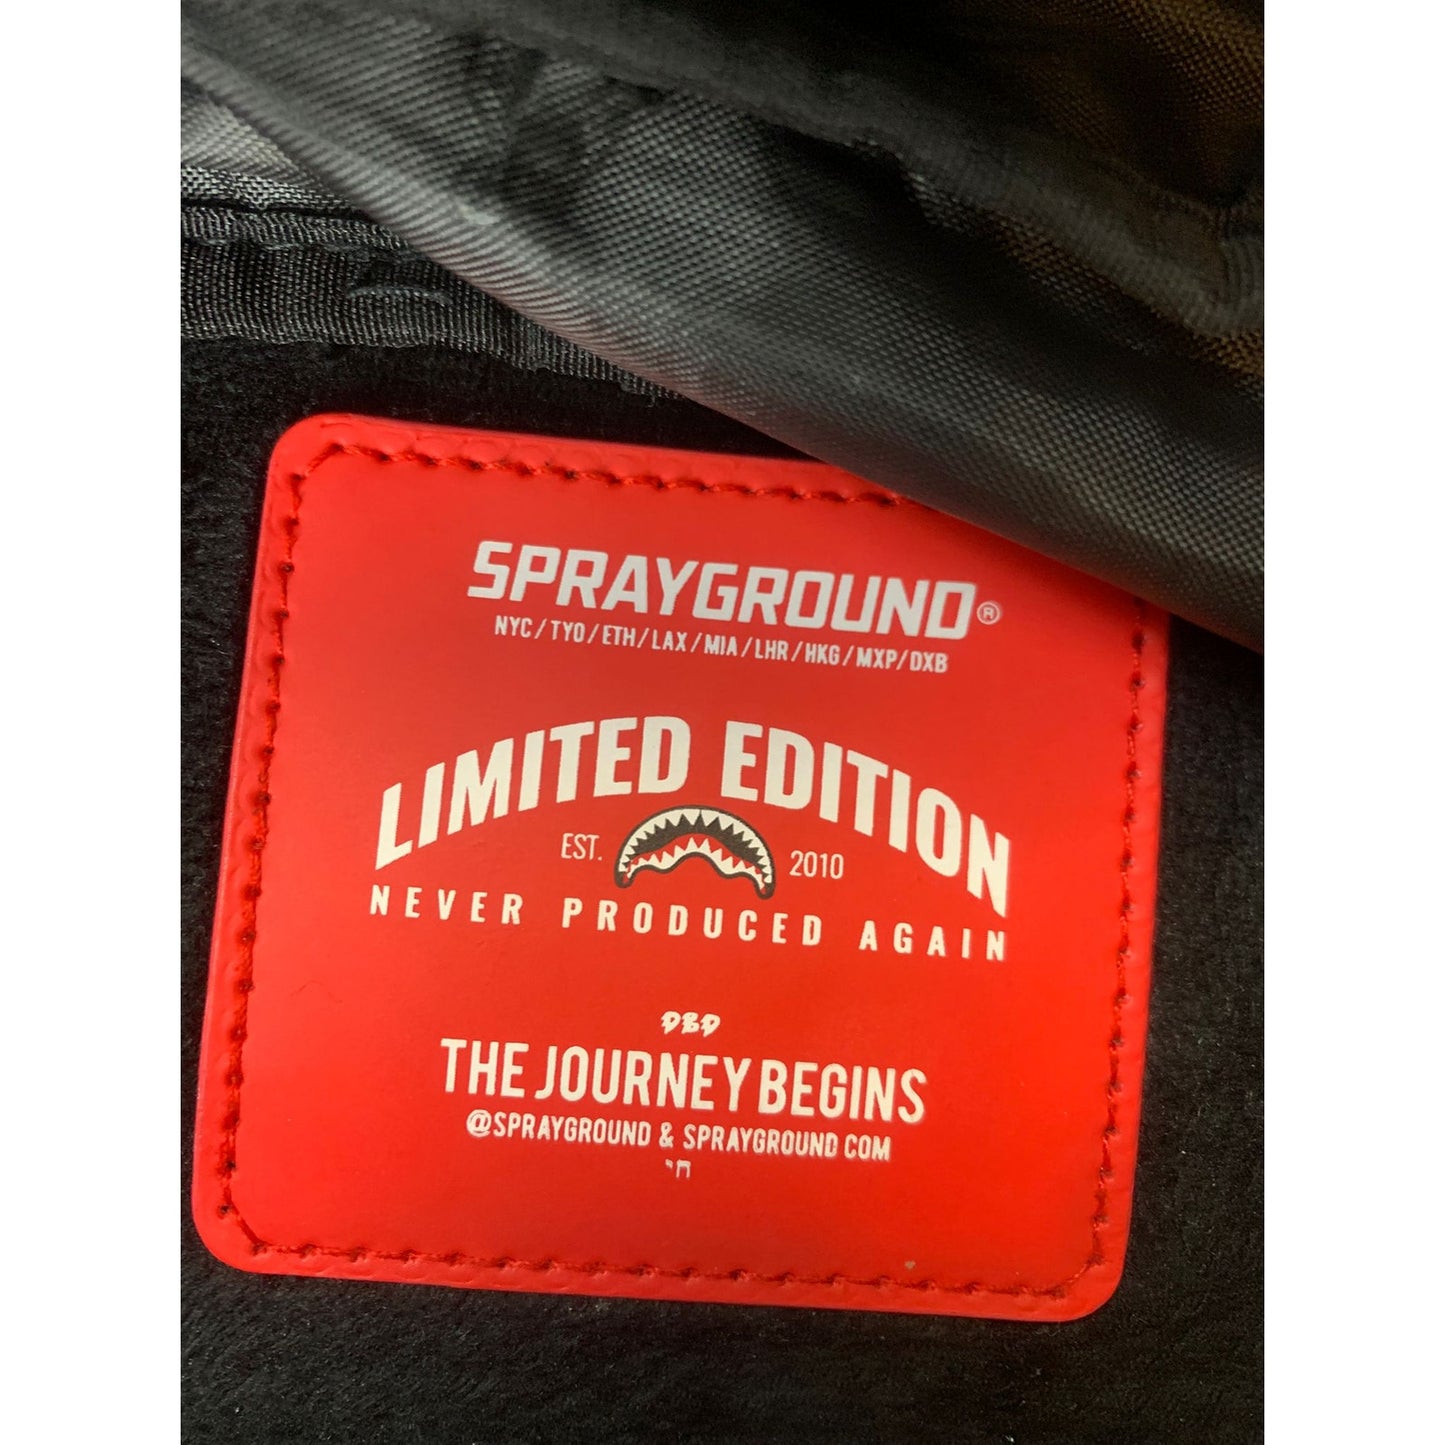 SPRAYGROUND®
NYC/TYO/ETH/LAX/MIA/LHR/HKG/MXP/DXB
LIMITED EDITION
EST. 2010
NEVER PRODUCED AGAIN
DBD
THE JOURNEY BEGINS
@SPRAYGROUND & SPRAYGROUND COM
חי